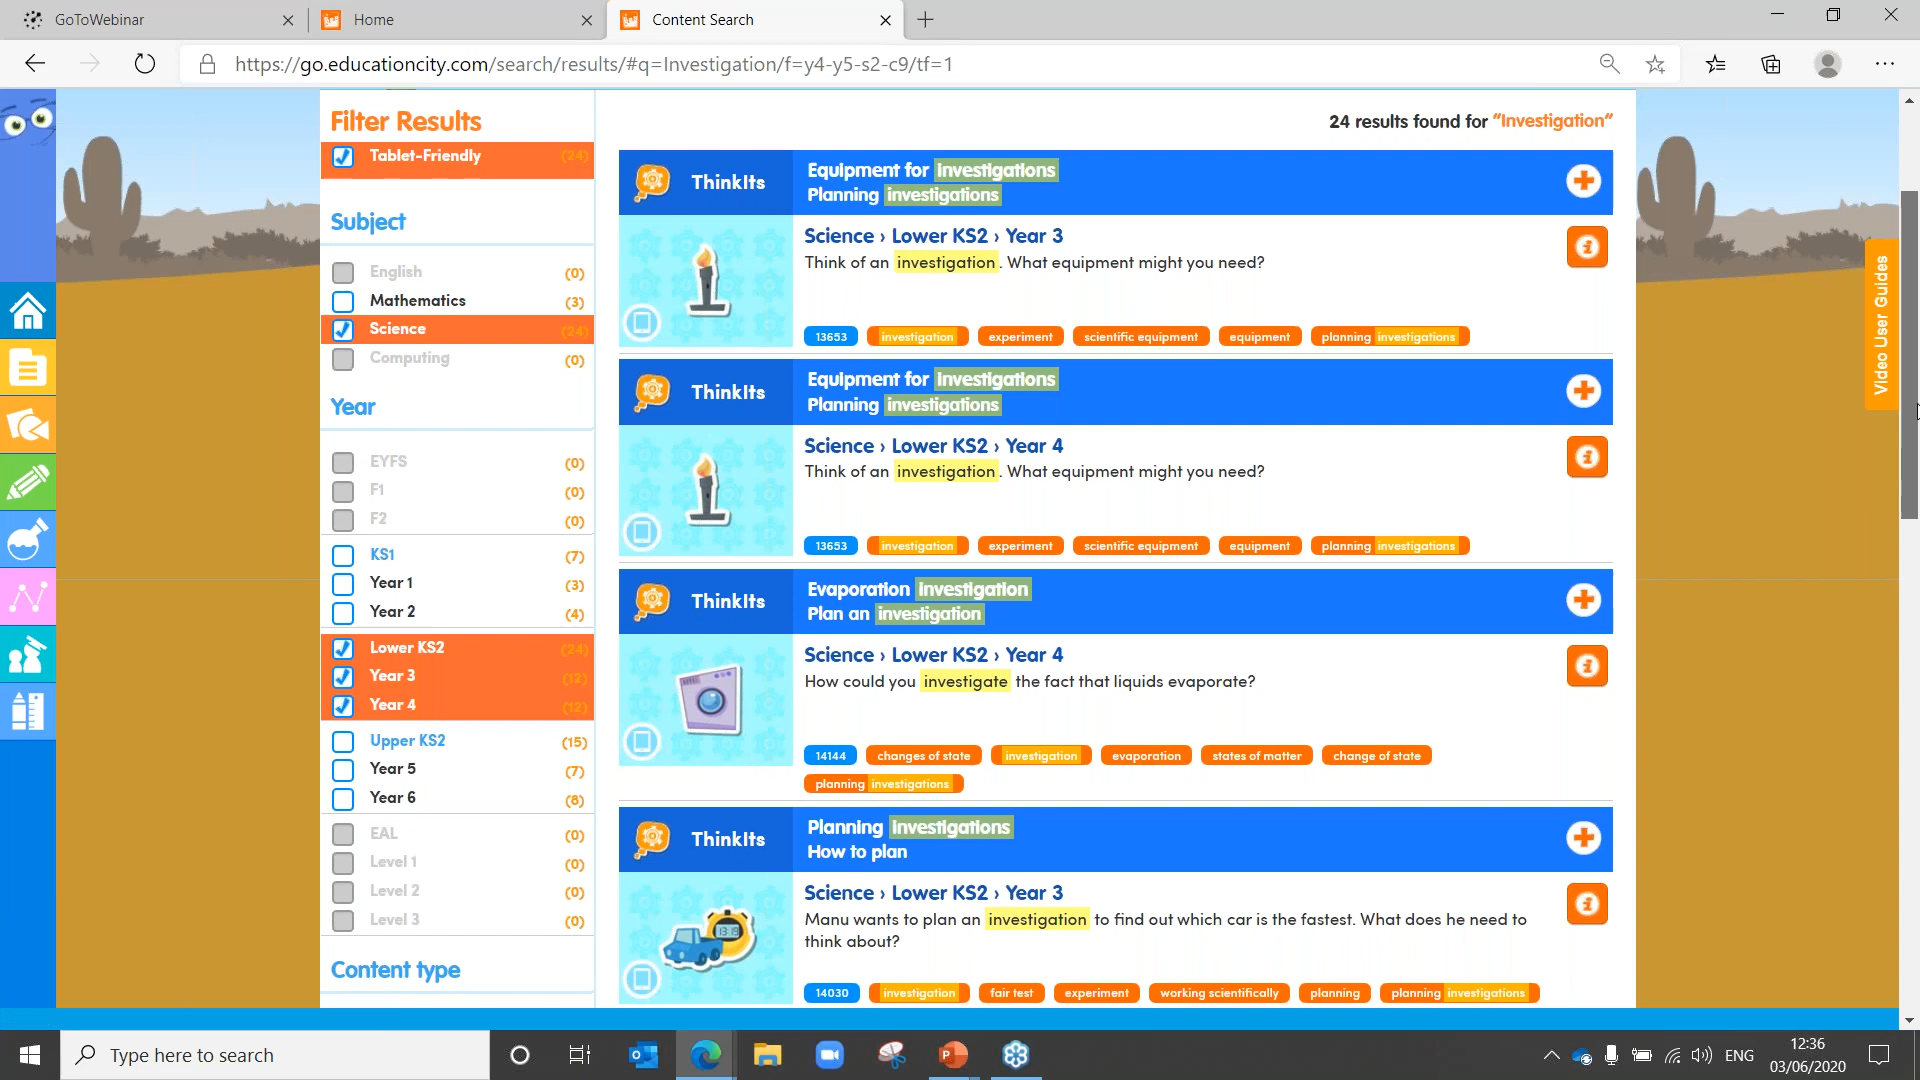 GoToWebinar
Home
Content Search
https://go.educationcity.com/search/results/#q=Investigation/f=y4-y5-s2-c9/tf=1
Filter Results
Tablet-Friendly (24)
Subject
English (0)
Mathematics (3)
Science (24)
Computing (0)
Year
EYFS (0)
F1 (0)
F2 (0)
KS1 (7)
Year 1 (3)
Year 2 (4)
Lower KS2 (24)
Year 3 (12)
Year 4 (12)
Upper KS2 (15)
Year 5 (7)
Year 6 (8)
EAL (0)
Level 1 (0)
Level 2 (0)
Level 3 (0)
Content type
24 results found for "Investigation"
ThinkIts
Equipment for Investigations
Planning investigations
Science › Lower KS2 › Year 3
Think of an investigation. What equipment might you need?
13653 investigation experiment scientific equipment equipment planning investigations
ThinkIts
Equipment for Investigations
Planning investigations
Science › Lower KS2 › Year 4
Think of an investigation. What equipment might you need?
13653 investigation experiment scientific equipment equipment planning investigations
ThinkIts
Evaporation Investigation
Plan an investigation
Science › Lower KS2 › Year 4
How could you investigate the fact that liquids evaporate?
14144 changes of state investigation evaporation states of matter change of state
planning investigations
ThinkIts
Planning Investigations
How to plan
Science › Lower KS2 › Year 3
Manu wants to plan an investigation to find out which car is the fastest. What does he need to
think about?
13:19
14030 investigation fair test experiment working scientifically planning planning investigations
Video User Guides
Type here to search
ENG
12:36
03/06/2020